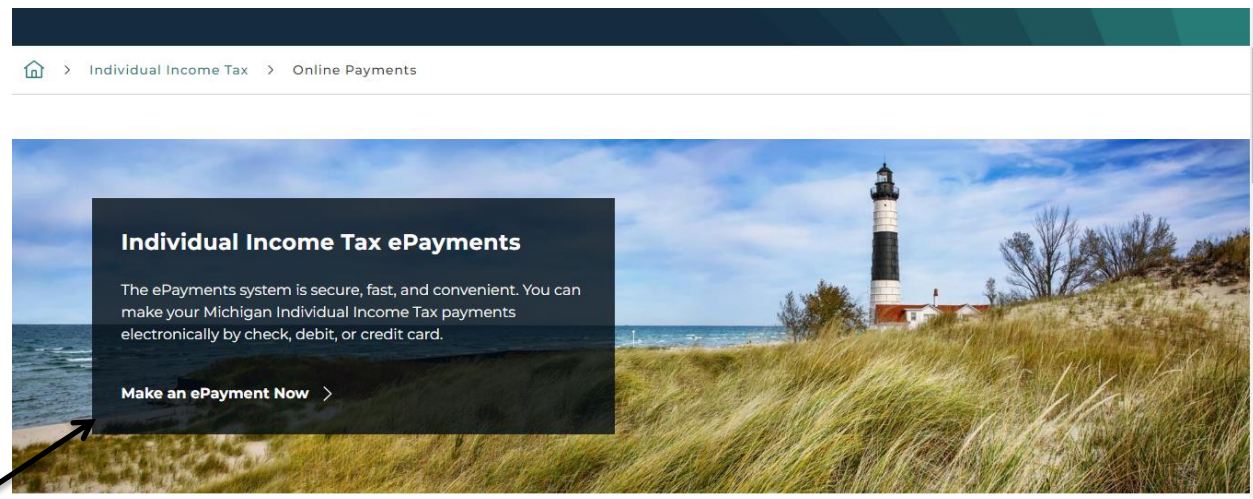 Individual Income Tax > Online Payments
Individual Income Tax ePayments
The ePayments system is secure, fast, and convenient. You can
make your Michigan Individual Income Tax payments
electronically by check, debit, or credit card.
Make an ePayment Now >